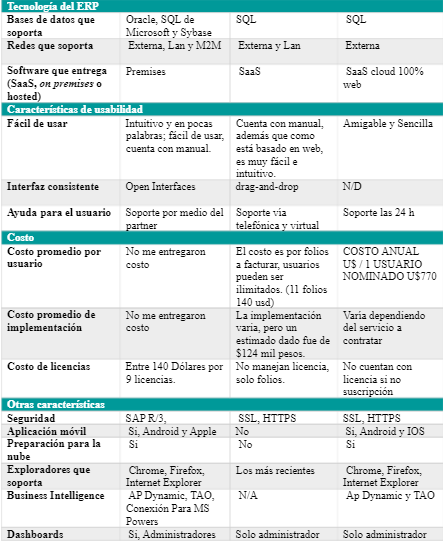 Tecnología del ERP
Bases de datos que soporta
Oracle, SQL de Microsoft y Sybase
SQL
SQL
Redes que soporta
Externa, Lan y M2M
Externa y Lan
Externa
Software que entrega (SaaS, on premises o hosted)
Premises
SaaS
SaaS cloud 100% web
Características de usabilidad
Fácil de usar
Intuitivo y en pocas palabras; fácil de usar, cuenta con manual.
Cuenta con manual, además que como está basado en web, es muy fácil e intuitivo.
Amigable y Sencilla
Interfaz consistente
Open Interfaces
drag-and-drop
N/D
Ayuda para el usuario
Soporte por medio del partner
Soporte vía telefónica y virtual
Soporte las 24 h
Costo
Costo promedio por usuario
No me entregaron costo
El costo es por folios a facturar, usuarios pueden ser ilimitados. (11 folios 140 usd)
COSTO ANUAL U$ / 1 USUARIO NOMINADO U$770
Costo promedio de implementación
No me entregaron costo
La implementación varía, pero un estimado dado fue de $124 mil pesos.
Varía dependiendo del servicio a contratar
Costo de licencias
Entre 140 Dólares por 9 licencias.
No manejan licencia, solo folios.
No cuentan con licencia si no suscripción
Otras características
Seguridad
SAP R/3,
SSL, HTTPS
SSL, HTTPS
Aplicación móvil
Si, Android y Apple
No
Si, Android y IOS
Preparación para la nube
Si
No
Si
Exploradores que soporta
Chrome, Firefox, Internet Explorer
Los más recientes
Chrome, Firefox, Internet Explorer
Business Intelligence
AP Dynamic, TAO, Conexión Para MS Powers
N/A
Ap Dynamic y TAO
Dashboards
Si, Administradores
Solo administrador
Solo administrador